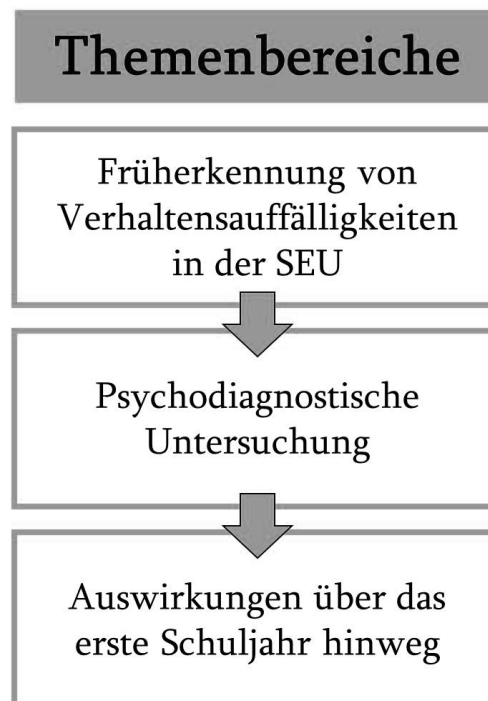 Themenbereiche
Früherkennung von
Verhaltensauffälligkeiten
in der SEU
Psychodiagnostische
Untersuchung
Auswirkungen über das
erste Schuljahr hinweg